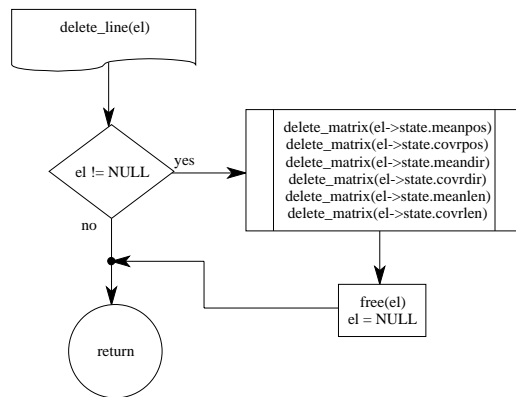 delete_line(el)
el != NULL
yes
no
delete_matrix(el->state.meanpos)
delete_matrix(el->state.covrpos)
delete_matrix(el->state.meandir)
delete_matrix(el->state.covrdir)
delete_matrix(el->state.meanlen)
delete_matrix(el->state.covrlen)
free(el)
el = NULL
return